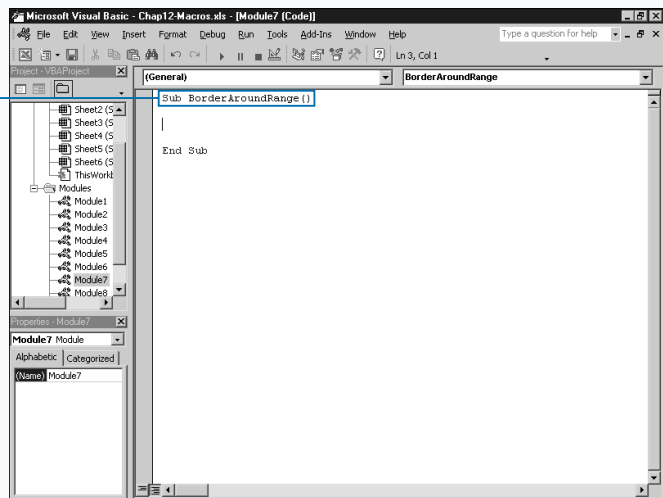 Microsoft Visual Basic - Chap12-Macros.xls - [Module7 (Code)]
File Edit View Insert Format Debug Run Tools Add-Ins Window Help Type a question for help
Ln 3, Col 1
Project - VBAProject
(General) BorderAroundRange
Sub BorderAroundRange()
End Sub
Sheet2 (S
Sheet3 (S
Sheet4 (S
Sheet5 (S
Sheet6 (S
ThisWorkb
Modules
Module1
Module2
Module3
Module4
Module5
Module6
Module7
Module8
Properties - Module7
Module7 Module
Alphabetic Categorized
(Name) Module7